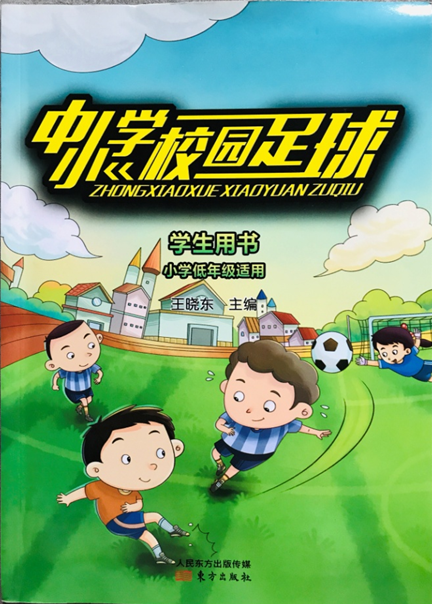 中小学校园足球
ZHONGXIAOXUE XIAOYUAN ZUQIU
学生用书
小学低年级适用
王晓东 主编
人民东方出版传媒
东方出版社